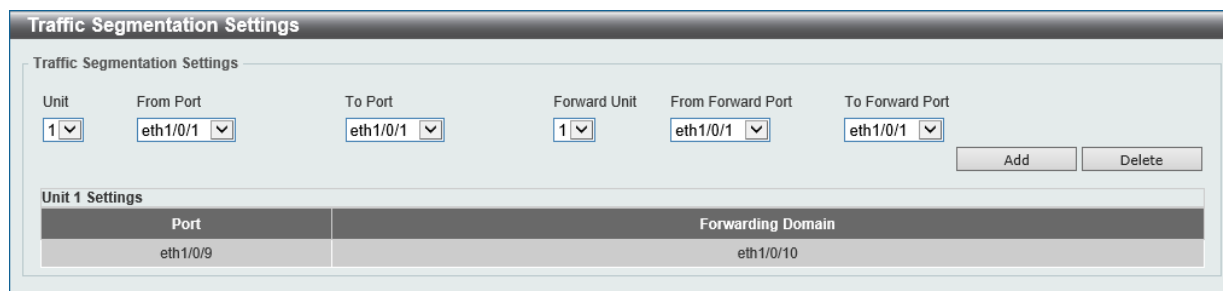 Traffic Segmentation Settings
Traffic Segmentation Settings
Unit From Port To Port Forward Unit From Forward Port To Forward Port
1 eth1/0/1 eth1/0/1 1 eth1/0/1 eth1/0/1
Add Delete
Unit 1 Settings
Port Forwarding Domain
eth1/0/9 eth1/0/10